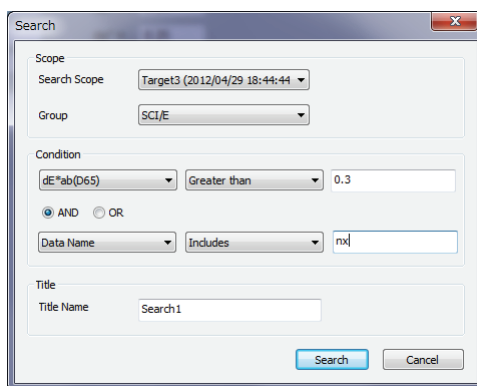 Search
Scope
Search Scope Target3 (2012/04/29 18:44:44
Group SCI/E
Condition
dE*ab(D65) Greater than 0.3
AND OR
Data Name Includes nx
Title
Title Name Search1
Search Cancel